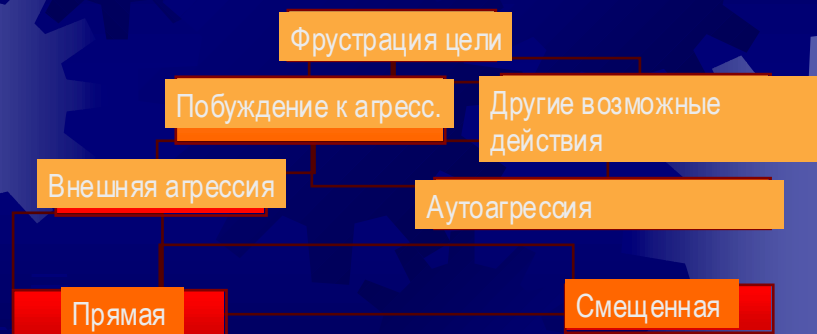 Фрустрация цели
Побуждение к агресс.
Другие возможные
действия
Внешняя агрессия
Аутоагрессия
Прямая
Смещенная